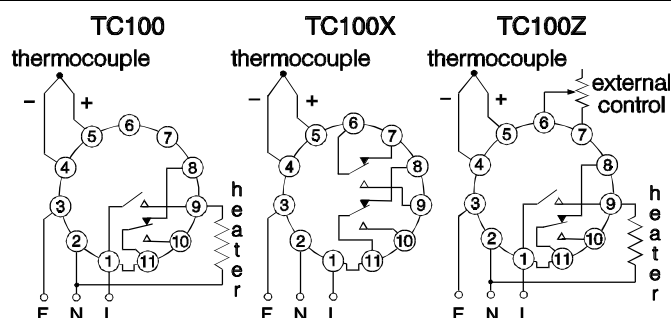 TC100 TC100X TC100Z
thermocouple thermocouple thermocouple
external
control
− + − + − +
5 6 7
4 8
3 9
2 10
1 11
heater
5 6 7
4 8
3 9
2 10
1 11
5 6 7
4 8
3 9
2 10
1 11
heater
E N L E N L E N L